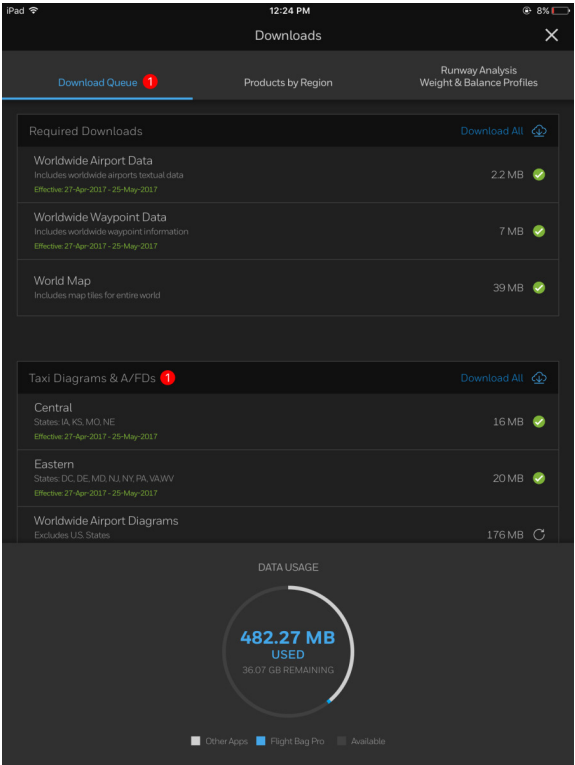 iPad 12:24 PM 8%
Downloads
Download Queue 1
Products by Region
Runway Analysis
Weight & Balance Profiles
Required Downloads Download All
Worldwide Airport Data
Includes worldwide airports textual data
Effective: 27-Apr-2017 - 25-May-2017
2.2 MB
Worldwide Waypoint Data
Includes worldwide waypoint information
Effective: 27-Apr-2017 - 25-May-2017
7 MB
World Map
Includes map tiles for entire world
39 MB
Taxi Diagrams & A/FDs 1 Download All
Central
States: IA, KS, MO, NE
Effective: 27-Apr-2017 - 25-May-2017
16 MB
Eastern
States: DC, DE, MD, NJ, NY, PA, VA,WV
Effective: 27-Apr-2017 - 25-May-2017
20 MB
Worldwide Airport Diagrams
Excludes U.S. States
176 MB
DATA USAGE
482.27 MB
USED
36.07 GB REMAINING
Other Apps Flight Bag Pro Available